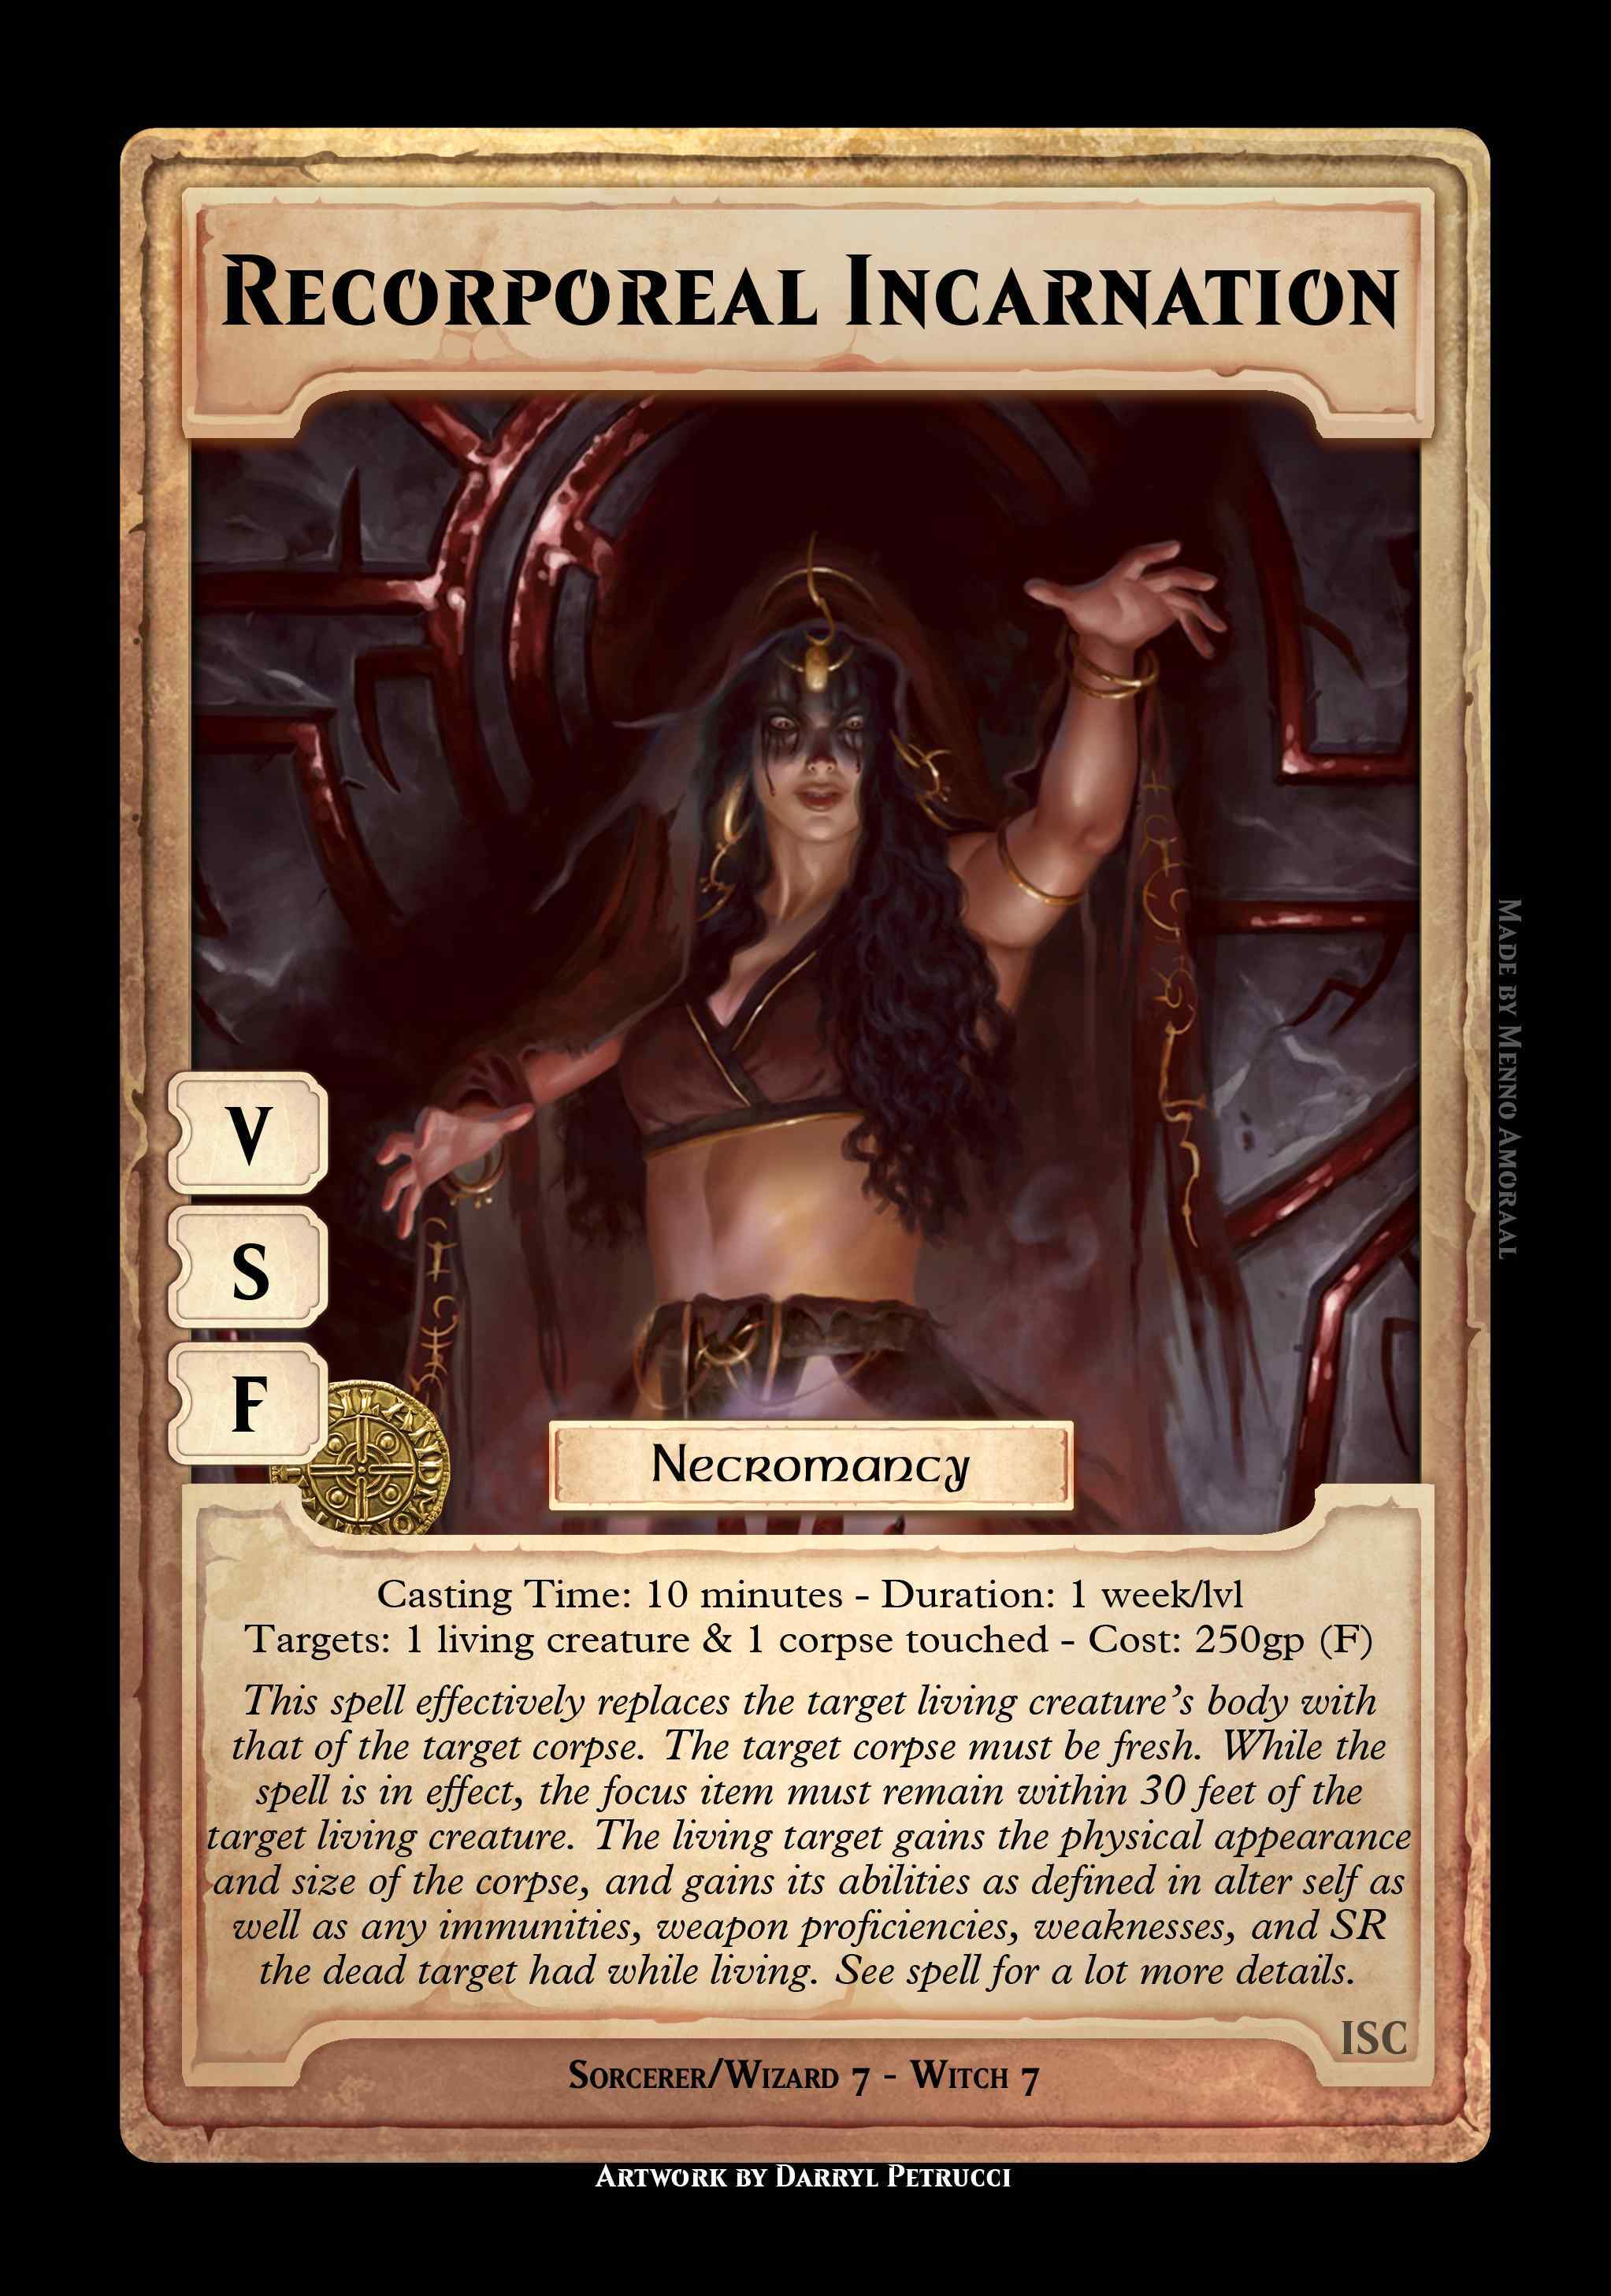 Recorporeal Incarnation
V
S
F
Necromancy
Casting Time: 10 minutes - Duration: 1 week/lvl
Targets: 1 living creature & 1 corpse touched - Cost: 250gp (F)
This spell effectively replaces the target living creature's body with
that of the target corpse. The target corpse must be fresh. While the
spell is in effect, the focus item must remain within 30 feet of the
target living creature. The living target gains the physical appearance
and size of the corpse, and gains its abilities as defined in alter self as
well as any immunities, weapon proficiencies, weaknesses, and SR
the dead target had while living. See spell for a lot more details.
ISC
Sorcerer/Wizard 7 - Witch 7
Artwork by Darryl Petrucci
Made by Menno Amoraal